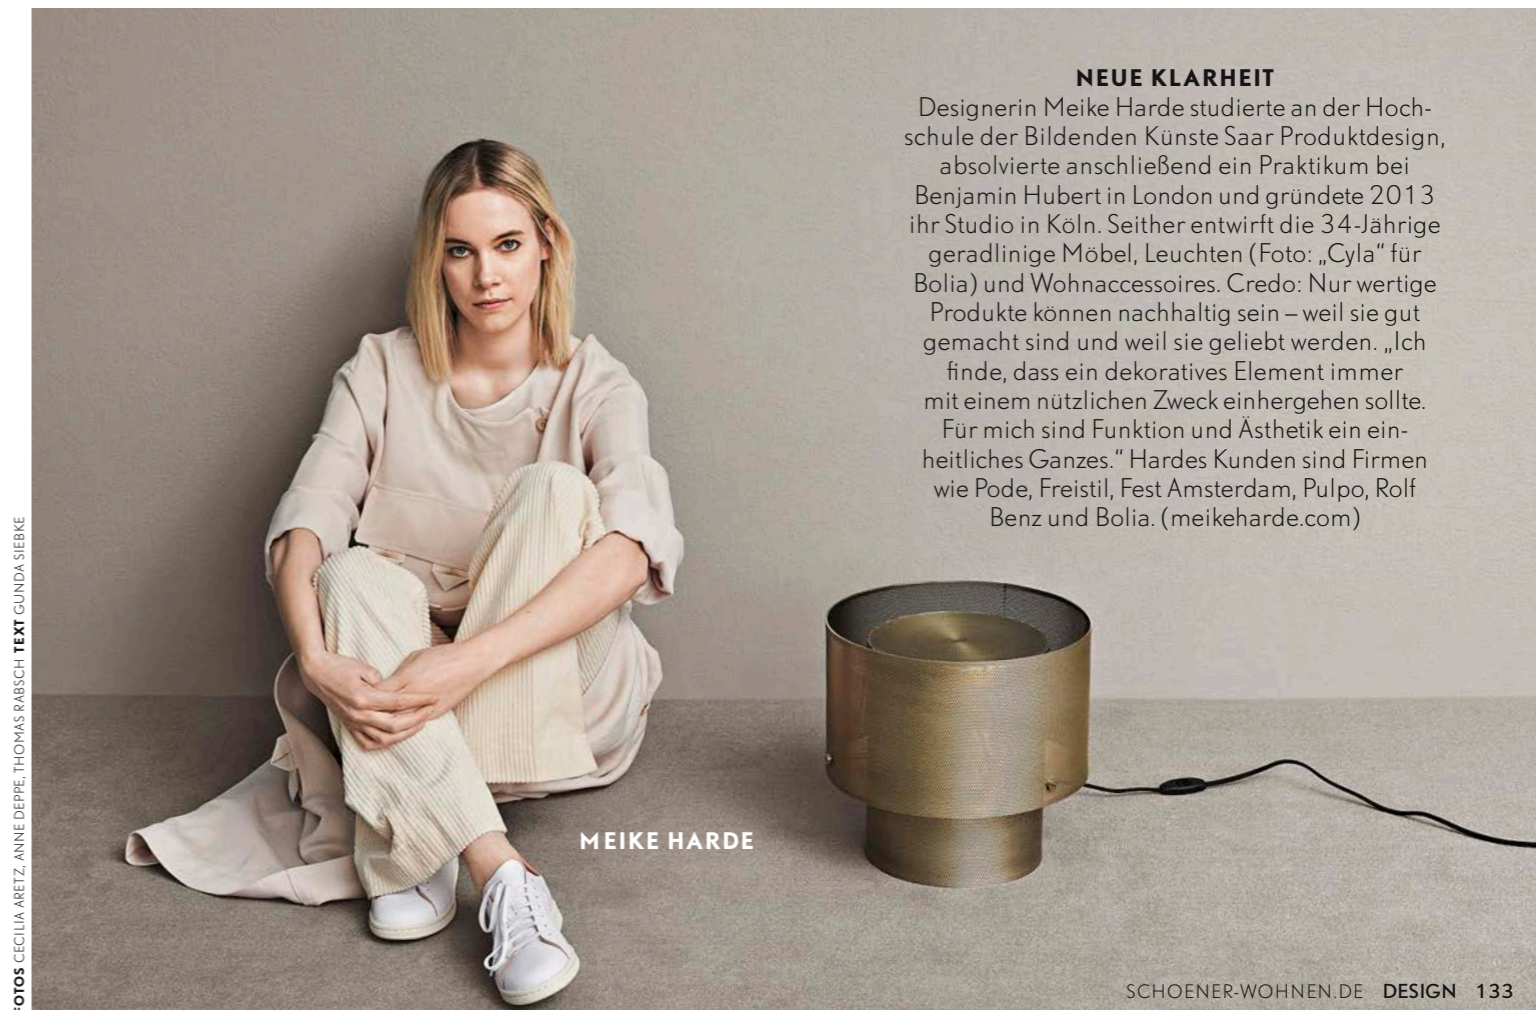 NEUE KLARHEIT
Designerin Meike Harde studierte an der Hoch-
schule der Bildenden Künste Saar Produktdesign,
absolvierte anschließend ein Praktikum bei
Benjamin Hubert in London und gründete 2013
ihr Studio in Köln. Seither entwirft die 34-Jährige
geradlinige Möbel, Leuchten (Foto: „Cyla“ für
Bolia) und Wohnaccessoires. Credo: Nur wertige
Produkte können nachhaltig sein – weil sie gut
gemacht sind und weil sie geliebt werden. „Ich
finde, dass ein dekoratives Element immer
mit einem nützlichen Zweck einhergehen sollte.
Für mich sind Funktion und Ästhetik ein ein-
heitliches Ganzes.“ Hardes Kunden sind Firmen
wie Pode, Freistil, Fest Amsterdam, Pulpo, Rolf
Benz und Bolia. (meikeharde.com)
MEIKE HARDE
FOTOS CECILIA ARETZ, ANNE DEPPE, THOMAS RABSCH TEXT GUNDA SIEBKE
SCHOENER-WOHNEN.DE DESIGN 133